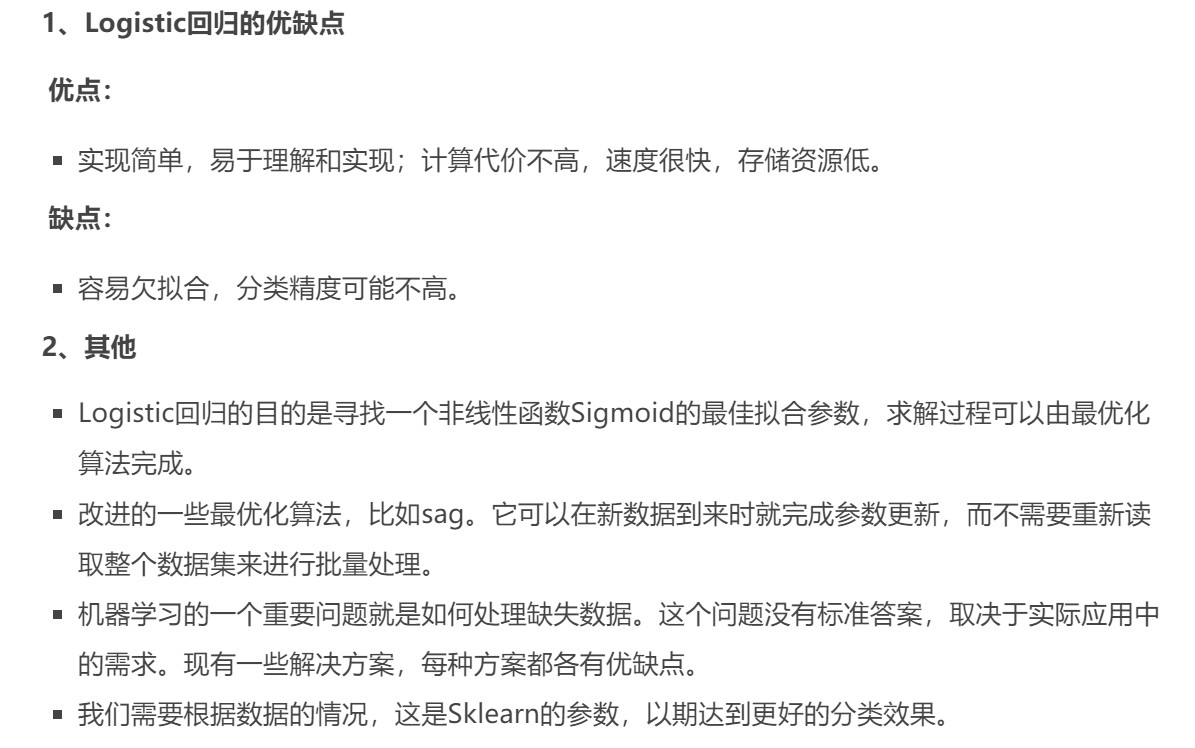 1、Logistic回归的优缺点
优点：
▪ 实现简单，易于理解和实现；计算代价不高，速度很快，存储资源低。
缺点：
▪ 容易欠拟合，分类精度可能不高。
2、其他
▪ Logistic回归的目的是寻找一个非线性函数Sigmoid的最佳拟合参数，求解过程可以由最优化
算法完成。
▪ 改进的一些最优化算法，比如sag。它可以在新数据到来时就完成参数更新，而不需要重新读
取整个数据集来进行批量处理。
▪ 机器学习的一个重要问题就是如何处理缺失数据。这个问题没有标准答案，取决于实际应用中
的需求。现有一些解决方案，每种方案都各有优缺点。
▪ 我们需要根据数据的情况，这是Sklearn的参数，以期达到更好的分类效果。